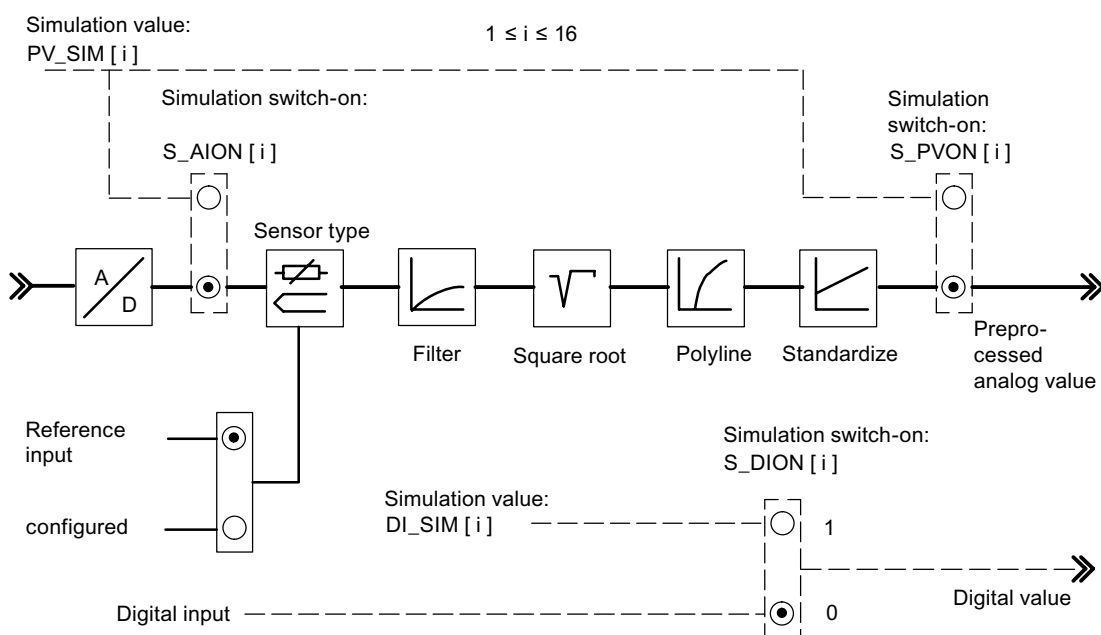 Simulation value:
PV_SIM [ i ]
1 ≤ i ≤ 16
Simulation switch-on:
S_AION [ i ]
Simulation
switch-on:
S_PVON [ i ]
Sensor type
A
D
Filter
Square root
Polyline
Standardize
Prepro-
cessed
analog value
Reference
input
configured
Simulation switch-on:
S_DION [ i ]
Simulation value:
DI_SIM [ i ]
1
Digital value
Digital input
0